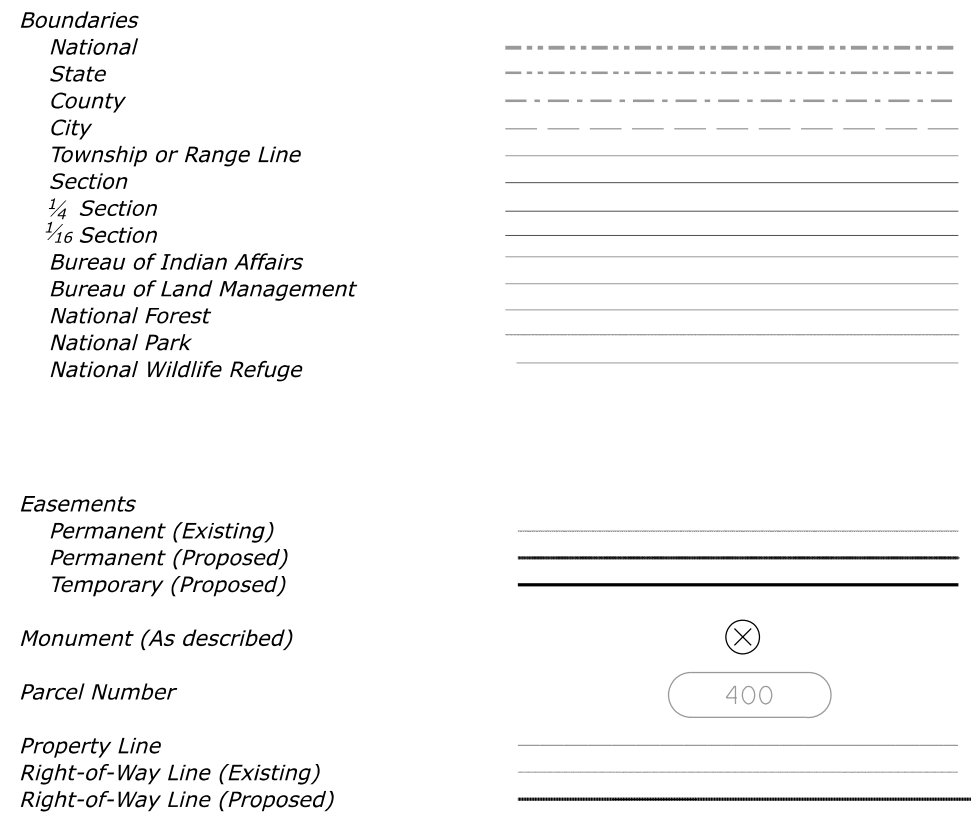 Boundaries
National
State
County
City
Township or Range Line
Section
1⁄4 Section
1⁄16 Section
Bureau of Indian Affairs
Bureau of Land Management
National Forest
National Park
National Wildlife Refuge
Easements
Permanent (Existing)
Permanent (Proposed)
Temporary (Proposed)
Monument (As described)
Parcel Number
400
Property Line
Right-of-Way Line (Existing)
Right-of-Way Line (Proposed)